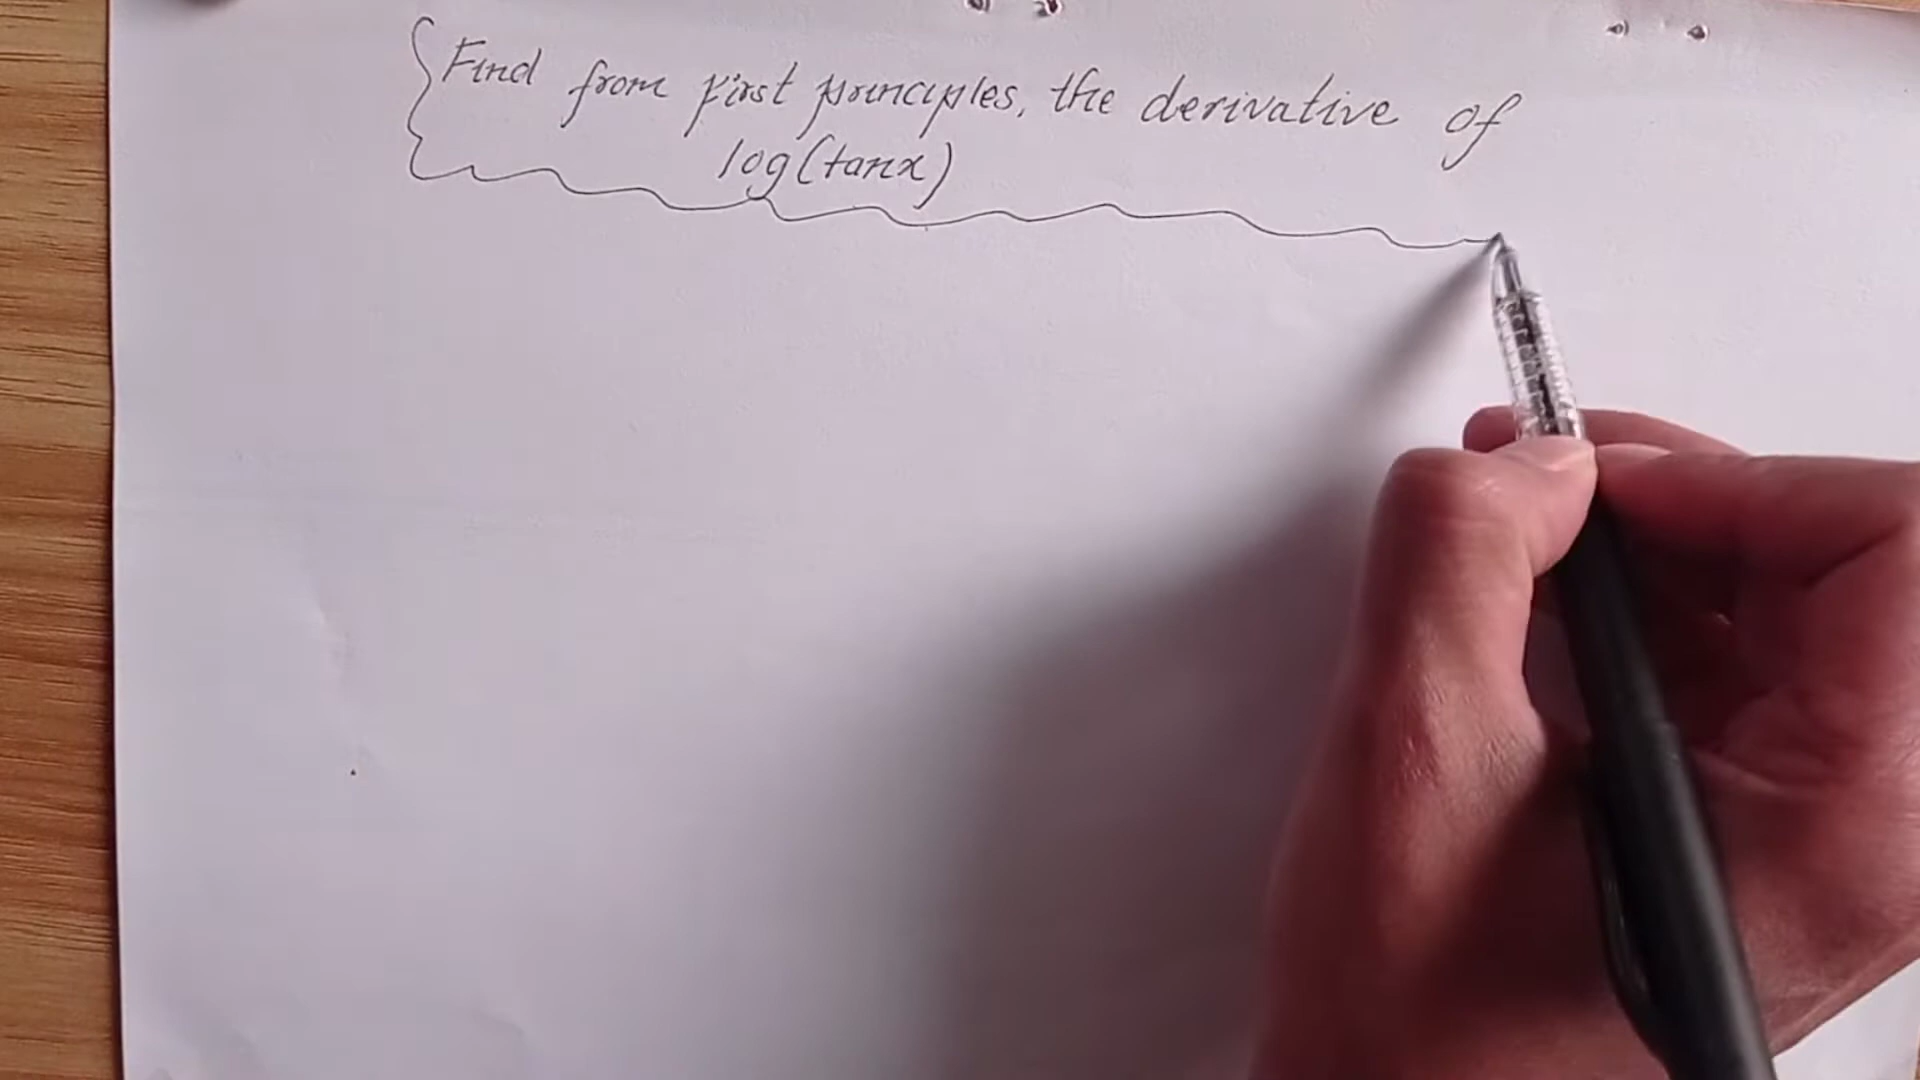 Find from first principles, the derivative of
log(tanx)